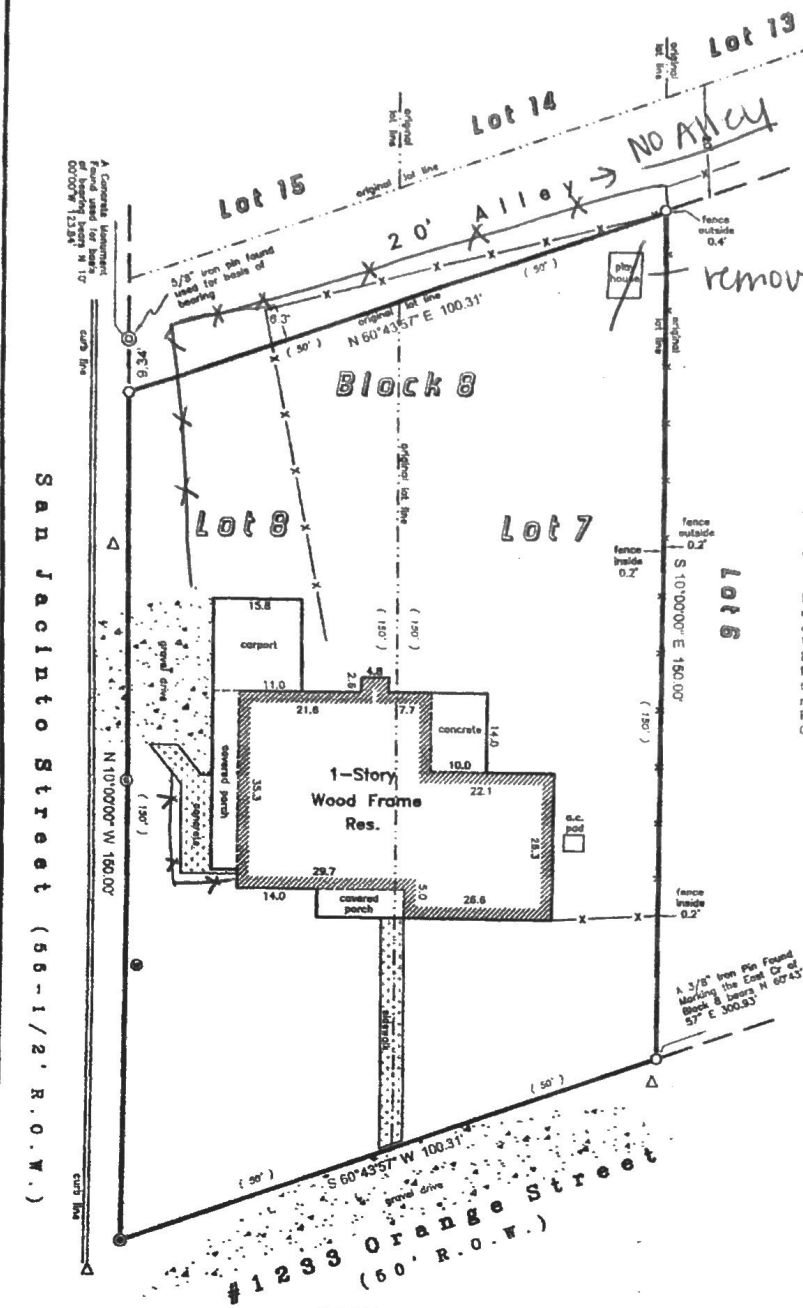 Lot 13
original
lot line
Lot 14
original
lot line
NO Alley
Lot 15
original lot line
20' Alley
A Concrete Monument
Found used for basis
of bearing bears N 10°
00'00"W 123.84'
5/8" iron pin found
used for basis of
bearing
fence
outside
0.4'
play
house
remov
curb line
9.34'
6.3'
original lot line
N 60°43'57" E 100.31'
( 50' )
( 50' )
original
lot line
Block 8
original lot line
Lot 8
Lot 7
fence
outside
0.2'
fence
inside
0.2'
S 10°00'00" E 150.00'
( 150' )
Lot 6
San Jacinto Street (55-1/2' R.O.W.)
15.8
carport
gravel drive
( 150' )
( 150' )
11.0
2.5
4.8
21.6
7.7
concrete
14.0
10.0
22.1
covered porch
35.3
1-Story
Wood Frame
Res.
a.c.
pad
28.3
concrete
N 10°00'00" W 150.00'
( 150' )
29.7
14.0
covered
porch
5.0
26.6
fence
inside
0.2'
sidewalk
A 3/8" Iron Pin Found
Marking the East Cr of
Block 8 bears N 60°43'
57" E 300.93'
( 50' )
( 50' )
S 60°43'57" W 100.31'
gravel drive
curb line
#1233 Orange Street
(50' R.O.W.)